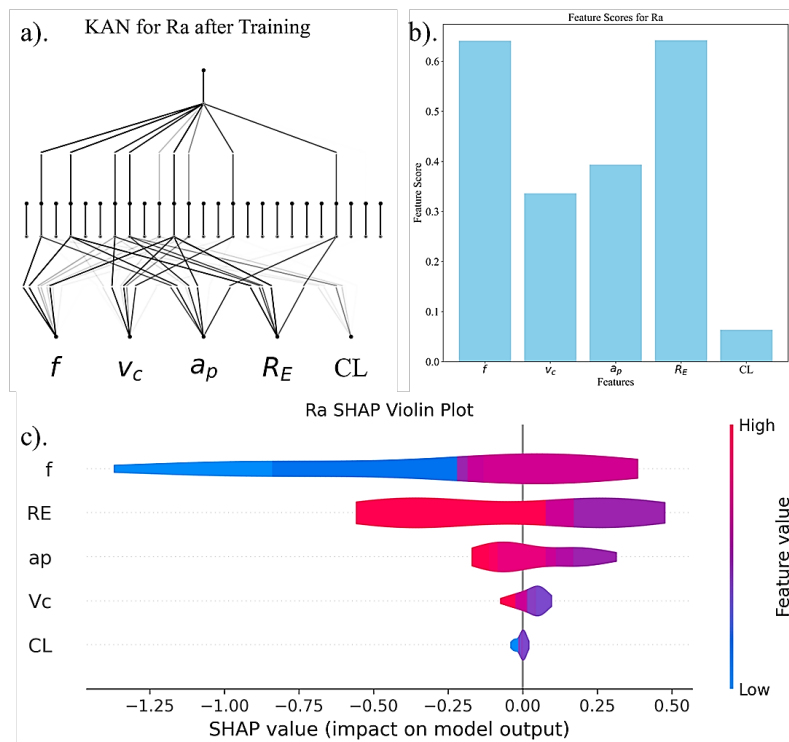 a).
KAN for Ra after Training
f
v_c
a_p
R_E
CL
b).
Feature Scores for Ra
Feature Score
0.6
0.5
0.4
0.3
0.2
0.1
0.0
f
v_c
a_p
R_E
CL
Features
c).
Ra SHAP Violin Plot
f
RE
ap
Vc
CL
−1.25
−1.00
−0.75
−0.50
−0.25
0.00
0.25
0.50
SHAP value (impact on model output)
High
Feature value
Low